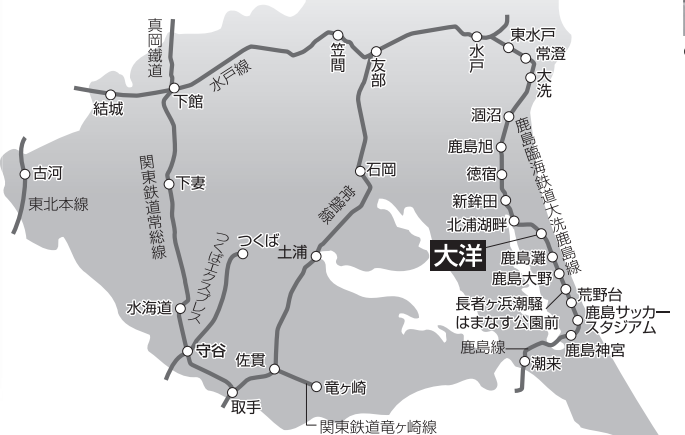 真岡鐵道
結城
下館
水戸線
笠間
友部
水戸
東水戸
常澄
大洗
涸沼
鹿島旭
徳宿
新鉾田
北浦湖畔
大洋
鹿島灘
鹿島大野
長者ヶ浜潮騒
はまなす公園前
荒野台
鹿島サッカー
スタジアム
鹿島神宮
鹿島線
潮来
鹿島臨海鉄道大洗鹿島線
古河
東北本線
関東鉄道常総線
下妻
石岡
常磐線
つくば
つくばエクスプレス
土浦
水海道
守谷
佐貫
取手
竜ヶ崎
関東鉄道竜ヶ崎線